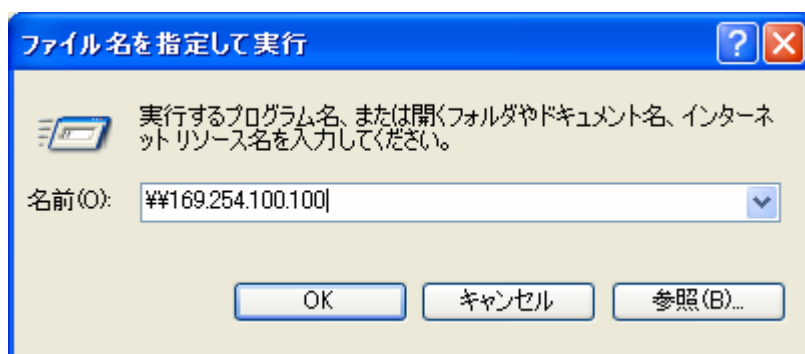 ファイル名を指定して実行
実行するプログラム名、または開くフォルダやドキュメント名、インターネ
ット リソース名を入力してください。
名前(O): ¥¥169.254.100.100
OK キャンセル 参照(B)...